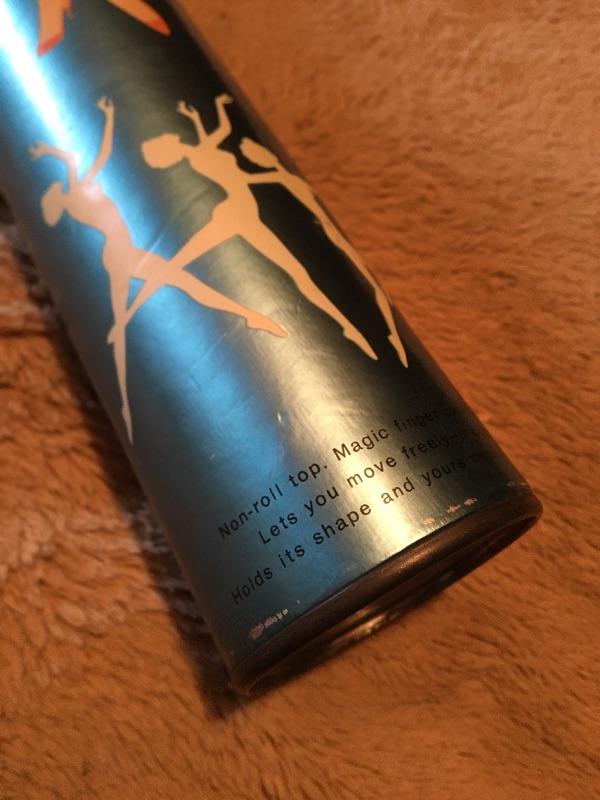 Non-roll top. Magic finger
Lets you move freely—
Holds its shape and yours